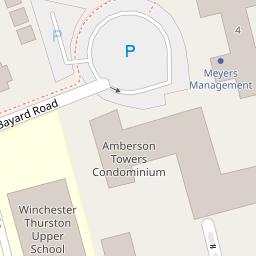 P
P
4
Meyers
Management
Bayard Road
Amberson
Towers
Condominium
Winchester
Thurston
Upper
School